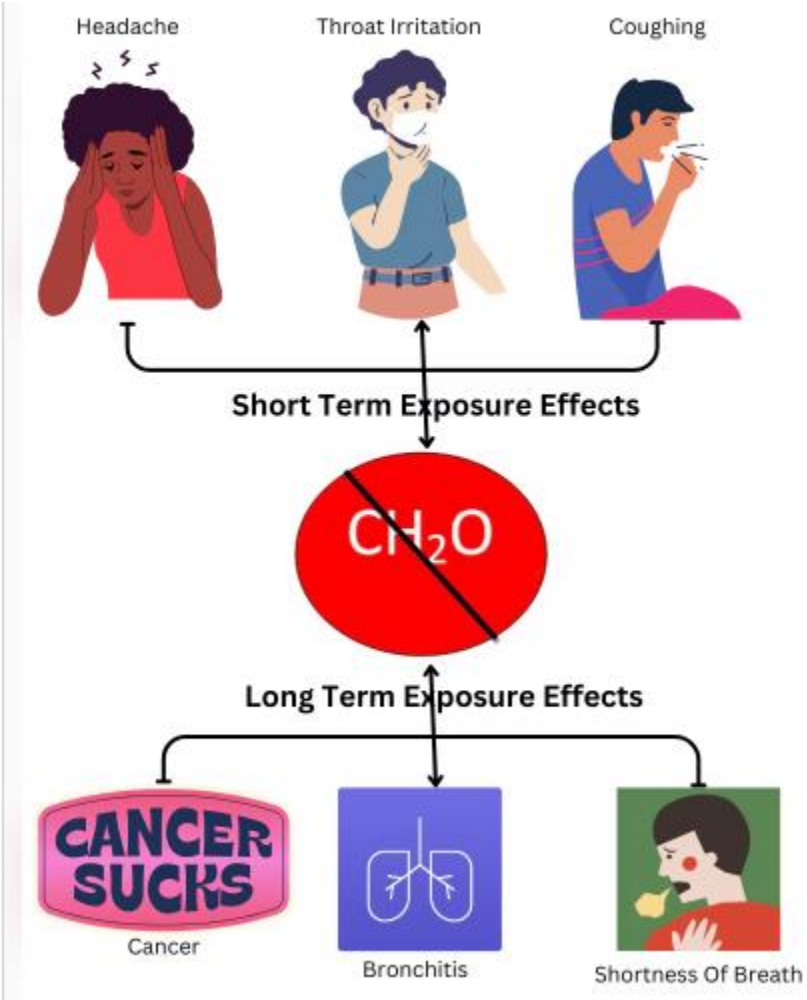 Headache
Throat Irritation
Coughing
Short Term Exposure Effects
CH₂O
Long Term Exposure Effects
CANCER
SUCKS
Cancer
Bronchitis
Shortness Of Breath